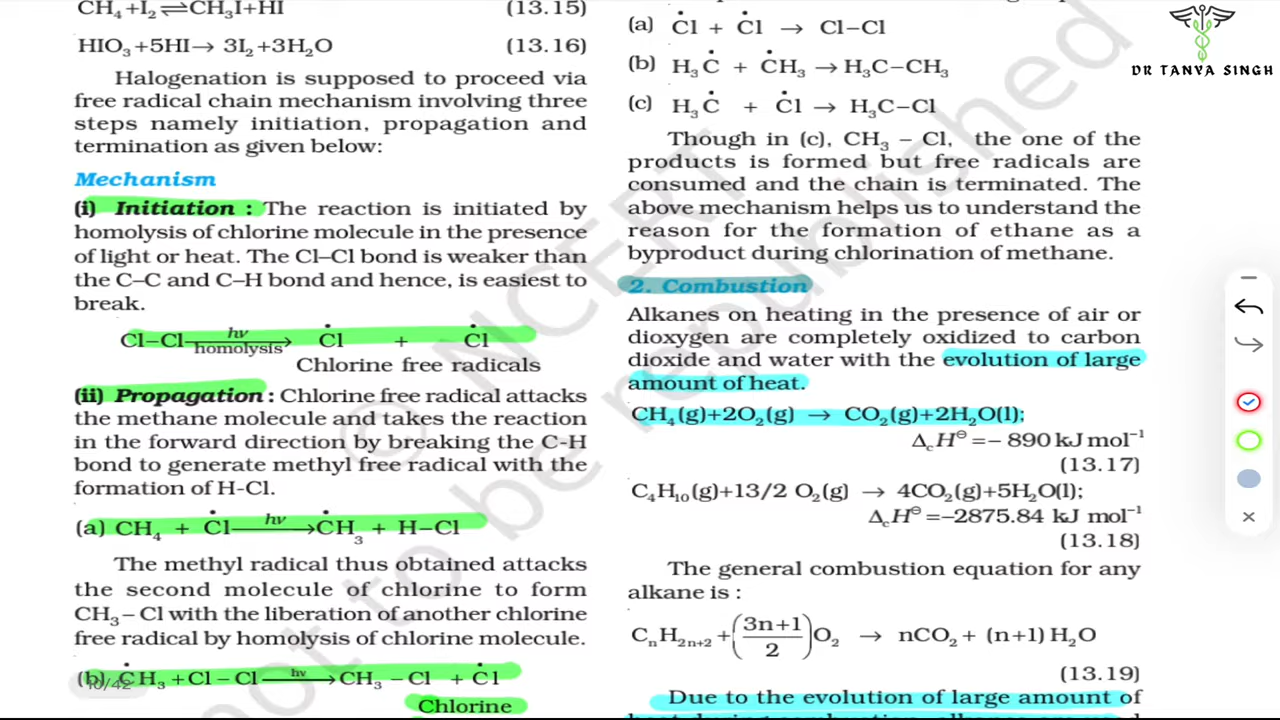 CH₄+I₂⇌CH₃I+HI (13.15)
HIO₃+5HI→ 3I₂+3H₂O (13.16)
Halogenation is supposed to proceed via
free radical chain mechanism involving three
steps namely initiation, propagation and
termination as given below:
Mechanism
(i) Initiation : The reaction is initiated by
homolysis of chlorine molecule in the presence
of light or heat. The Cl–Cl bond is weaker than
the C–C and C–H bond and hence, is easiest to
break.
Cl–Cl hν homolysis → Ċl + Ċl
Chlorine free radicals
(ii) Propagation : Chlorine free radical attacks
the methane molecule and takes the reaction
in the forward direction by breaking the C-H
bond to generate methyl free radical with the
formation of H-Cl.
(a) CH₄ + Ċl hν → ĊH₃ + H–Cl
The methyl radical thus obtained attacks
the second molecule of chlorine to form
CH₃ – Cl with the liberation of another chlorine
free radical by homolysis of chlorine molecule.
(b) ĊH₃ + Cl – Cl hν → CH₃ – Cl + Ċl
10/42
Chlorine
(a) Ċl + Ċl → Cl–Cl
(b) H₃Ċ + ĊH₃ → H₃C–CH₃
(c) H₃Ċ + Ċl → H₃C–Cl
Though in (c), CH₃ – Cl, the one of the
products is formed but free radicals are
consumed and the chain is terminated. The
above mechanism helps us to understand the
reason for the formation of ethane as a
byproduct during chlorination of methane.
2. Combustion
Alkanes on heating in the presence of air or
dioxygen are completely oxidized to carbon
dioxide and water with the evolution of large
amount of heat.
CH₄(g)+2O₂(g) → CO₂(g)+2H₂O(l);
Δ꜀H⊖ =– 890 kJ mol⁻¹
(13.17)
C₄H₁₀(g)+13/2 O₂(g) → 4CO₂(g)+5H₂O(l);
Δ꜀H⊖ =–2875.84 kJ mol⁻¹
(13.18)
The general combustion equation for any
alkane is :
CₙH₂ₙ₊₂ + (3n+1 / 2) O₂ → nCO₂ + (n+1) H₂O
(13.19)
Due to the evolution of large amount of
DR TANYA SINGH
© NCERT
not to be republished